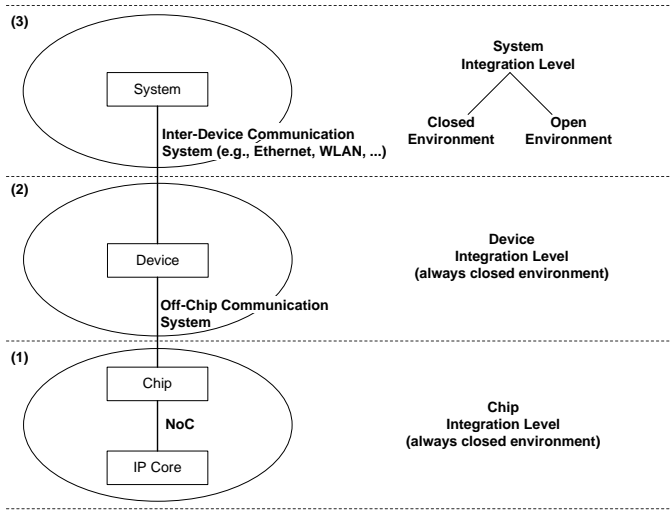 (3)
System
System
Integration Level
Closed
Environment
Open
Environment
Inter-Device Communication
System (e.g., Ethernet, WLAN, ...)
(2)
Device
Device
Integration Level
(always closed environment)
Off-Chip Communication
System
(1)
Chip
NoC
IP Core
Chip
Integration Level
(always closed environment)